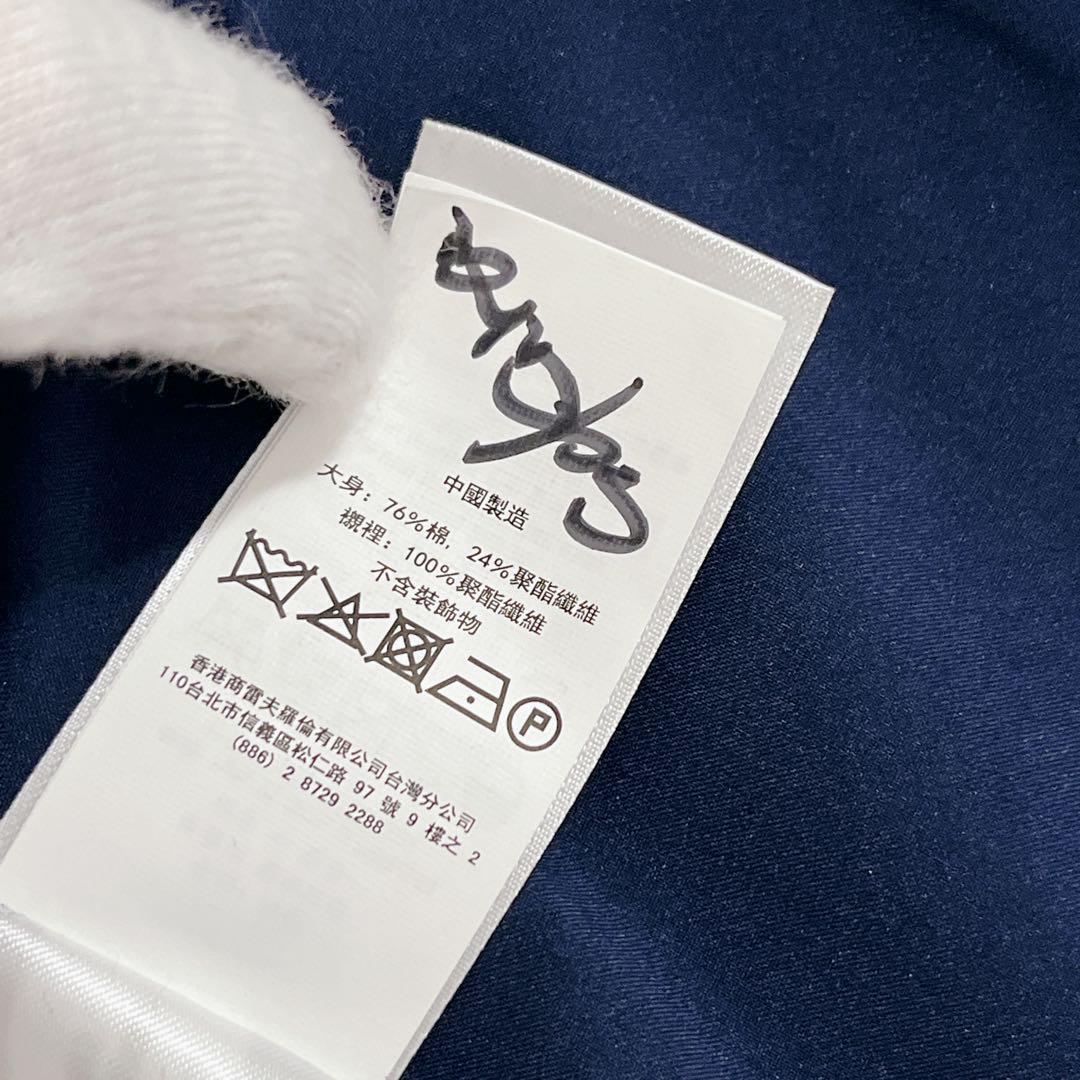 中國製造
大身: 76%棉, 24%聚酯纖維
襯裡: 100%聚酯纖維
不含裝飾物
P
香港商雷夫羅倫有限公司台灣分公司
110台北市信義區松仁路 97 號 9 樓之 2
(886) 2 8729 2288